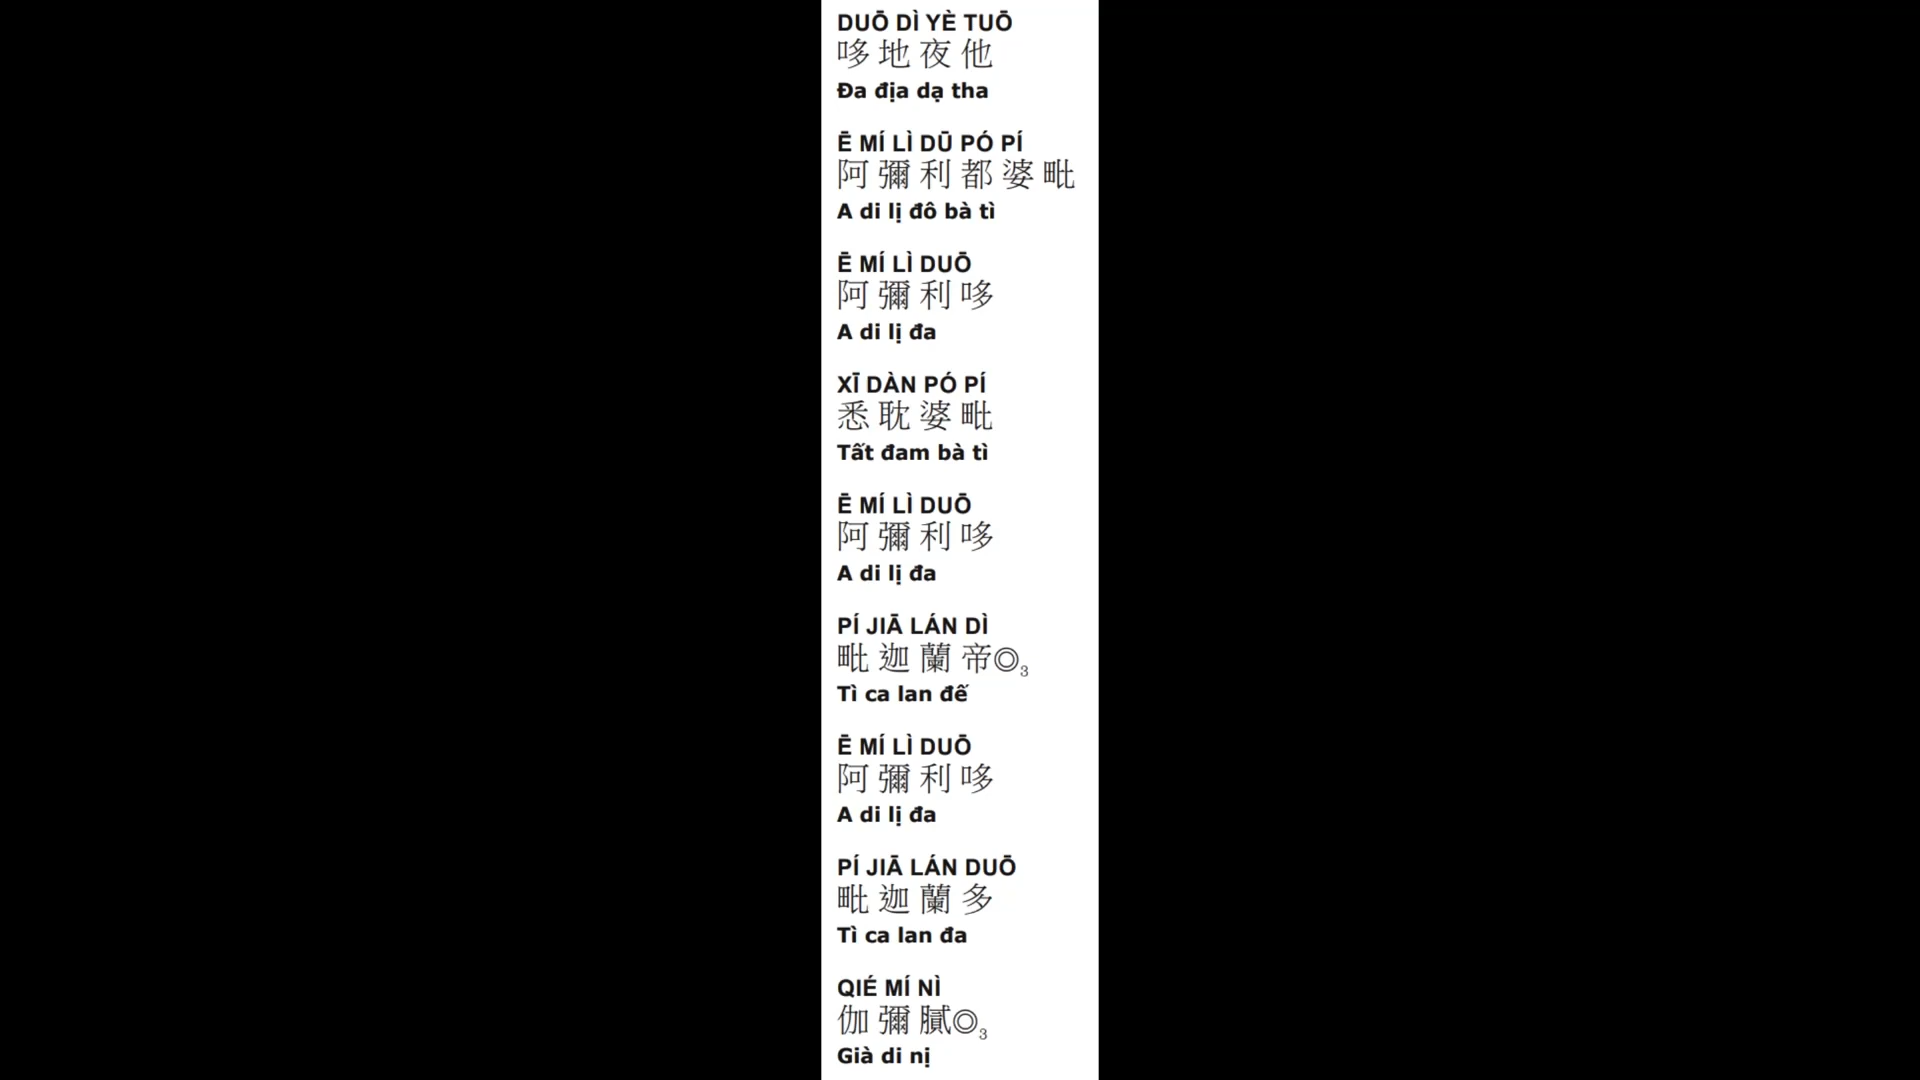 DUŌ DÌ YÈ TUŌ
哆 地 夜 他
Đa địa dạ tha
Ē MÍ LÌ DŪ PÓ PÍ
阿 彌 利 都 婆 毗
A di lị đô bà tì
Ē MÍ LÌ DUŌ
阿 彌 利 哆
A di lị đa
XĪ DÀN PÓ PÍ
悉 耽 婆 毗
Tất đam bà tì
Ē MÍ LÌ DUŌ
阿 彌 利 哆
A di lị đa
PÍ JIĀ LÁN DÌ
毗 迦 蘭 帝◎3
Tì ca lan đế
Ē MÍ LÌ DUŌ
阿 彌 利 哆
A di lị đa
PÍ JIĀ LÁN DUŌ
毗 迦 蘭 多
Tì ca lan đa
QIÉ MÍ NÌ
伽 彌 膩◎3
Già di nị